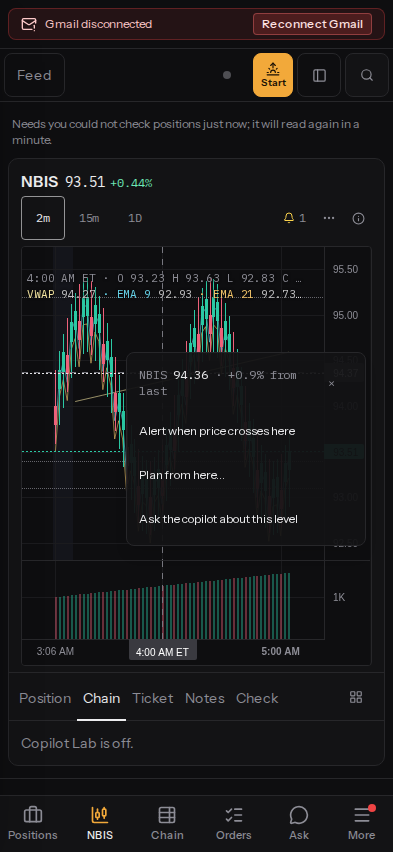 Gmail disconnected
Reconnect Gmail
Feed
Start
Needs you could not check positions just now; it will read again in a
minute.
NBIS 93.51 +0.44%
2m 15m 1D
1
4:00 AM ET · O 93.23 H 93.63 L 92.83 C …
VWAP 94.27 · EMA 9 92.93 · EMA 21 92.73…
95.50
95.00
NBIS 94.36 · +0.9% from
last
×
Alert when price crosses here
Plan from here…
Ask the copilot about this level
1K
3:06 AM
4:00 AM ET
5:00 AM
Position Chain Ticket Notes Check
Copilot Lab is off.
Positions NBIS Chain Orders Ask More